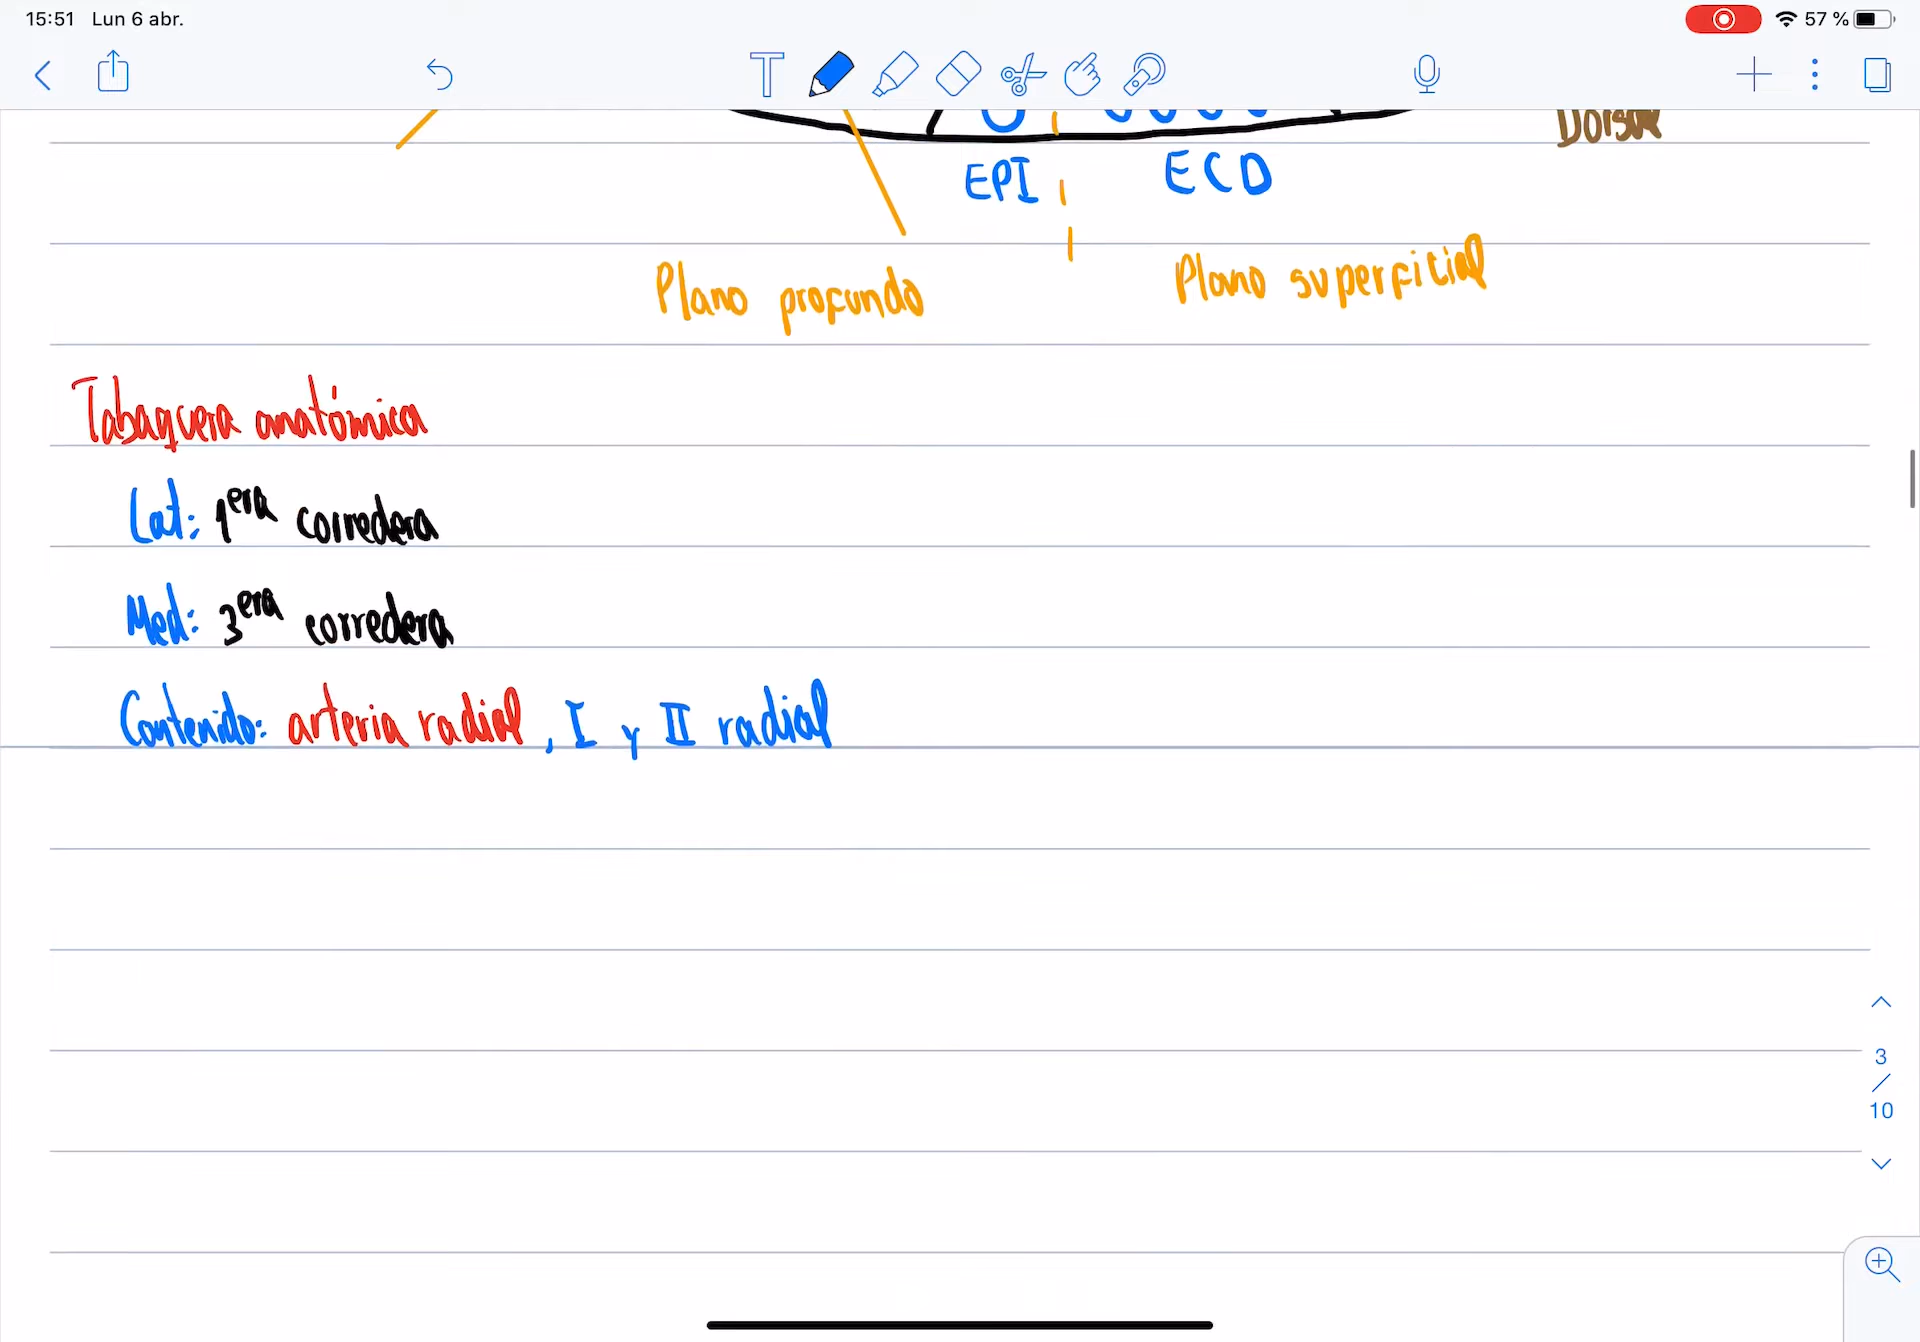 15:51 Lun 6 abr. 57 %
T
Dorsal
EPI ECD
Plano profundo Plano superficial
Tabaquera anatómica
Lat: 1era corredera
Med: 3era corredera
Contenido: arteria radial, I y II radial
3
/
10